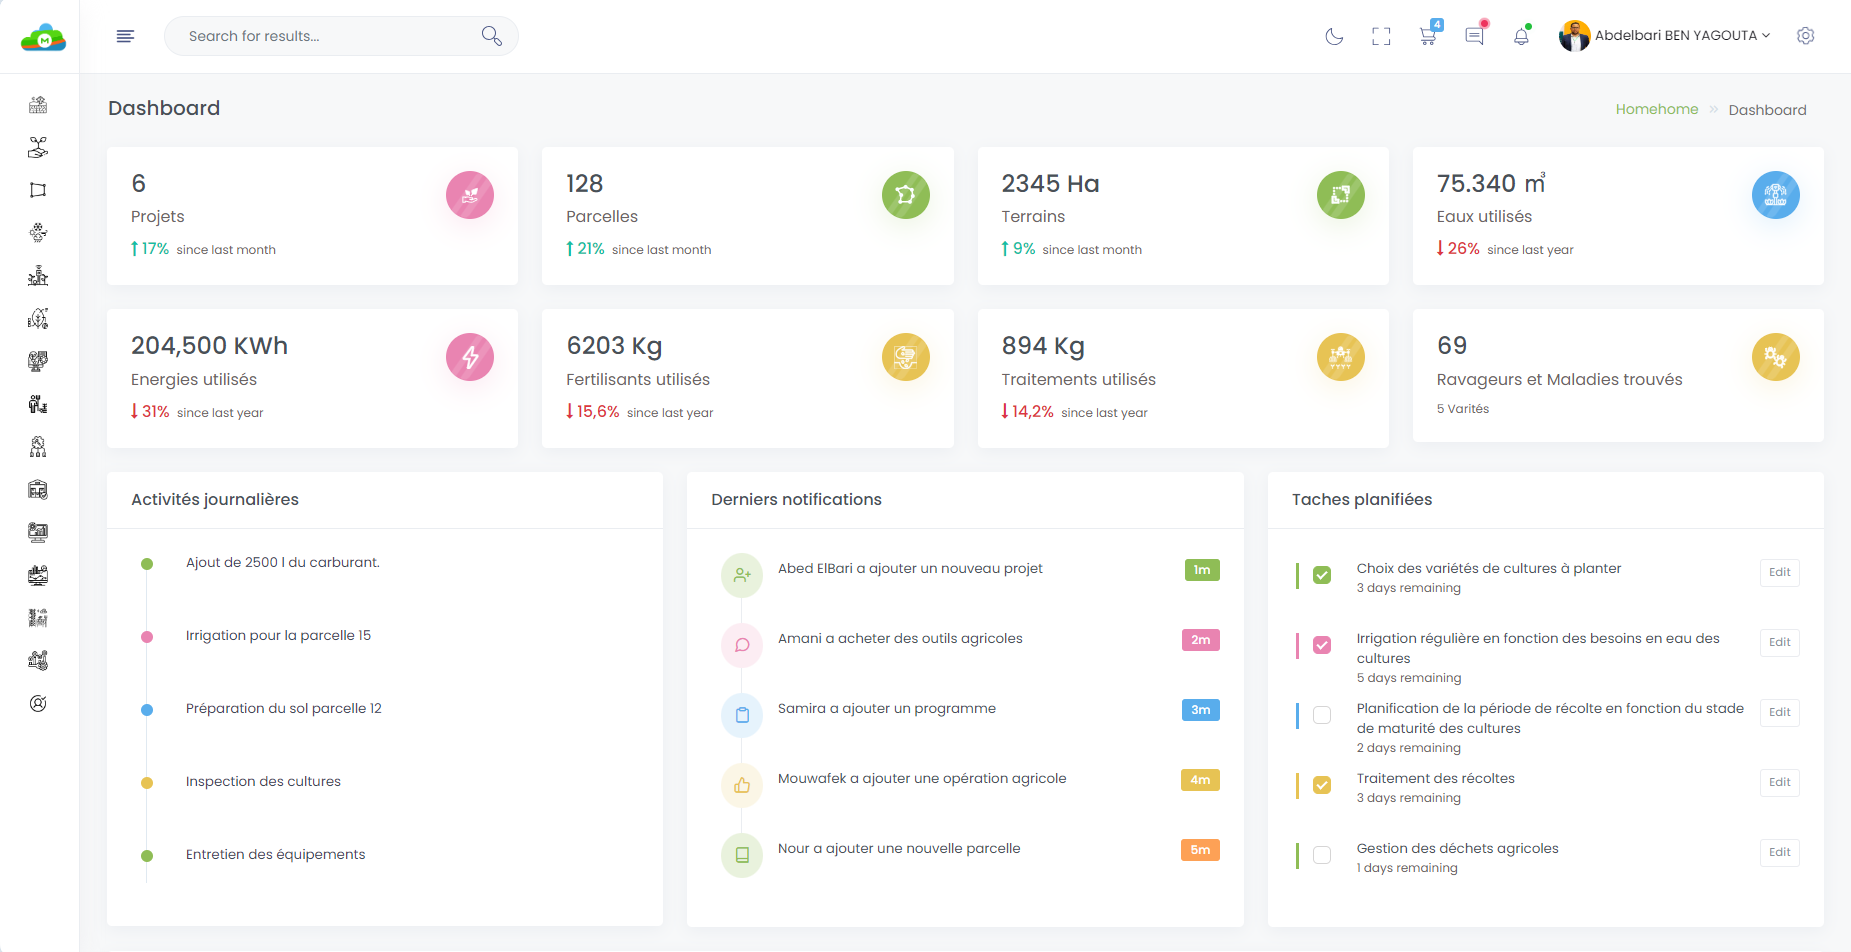 M
Search for results...
4
Abdelbari BEN YAGOUTA
Dashboard
Homehome » Dashboard
6
Projets
17% since last month
128
Parcelles
21% since last month
2345 Ha
Terrains
9% since last month
75.340 ㎥
Eaux utilisés
26% since last year
204,500 KWh
Energies utilisés
31% since last year
6203 Kg
Fertilisants utilisés
15,6% since last year
894 Kg
Traitements utilisés
14,2% since last year
69
Ravageurs et Maladies trouvés
5 Varités
Activités journalières
Ajout de 2500 l du carburant.
Irrigation pour la parcelle 15
Préparation du sol parcelle 12
Inspection des cultures
Entretien des équipements
Derniers notifications
Abed ElBari a ajouter un nouveau projet 1m
Amani a acheter des outils agricoles 2m
Samira a ajouter un programme 3m
Mouwafek a ajouter une opération agricole 4m
Nour a ajouter une nouvelle parcelle 5m
Taches planifiées
Choix des variétés de cultures à planter Edit
3 days remaining
Irrigation régulière en fonction des besoins en eau des Edit
cultures
5 days remaining
Planification de la période de récolte en fonction du stade Edit
de maturité des cultures
2 days remaining
Traitement des récoltes Edit
3 days remaining
Gestion des déchets agricoles Edit
1 days remaining